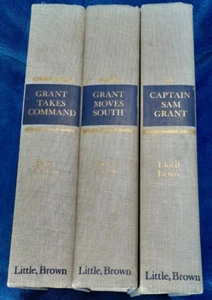 GRANT
TAKES
COMMAND
Little, Brown
GRANT
MOVES
SOUTH
Little, Brown
CAPTAIN
SAM
GRANT
Lloyd
Lewis
Little, Brown